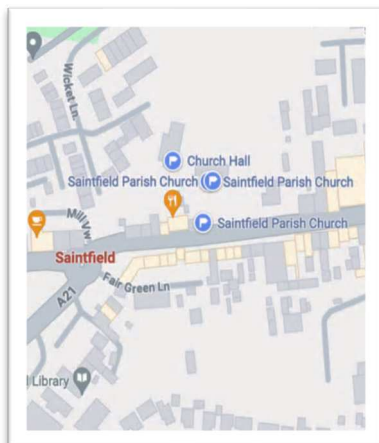 Wicket Ln.
Church Hall
Saintfield Parish Church
Saintfield Parish Church
Mill Vw.
Saintfield Parish Church
Saintfield
Fair Green Ln
A21
l Library